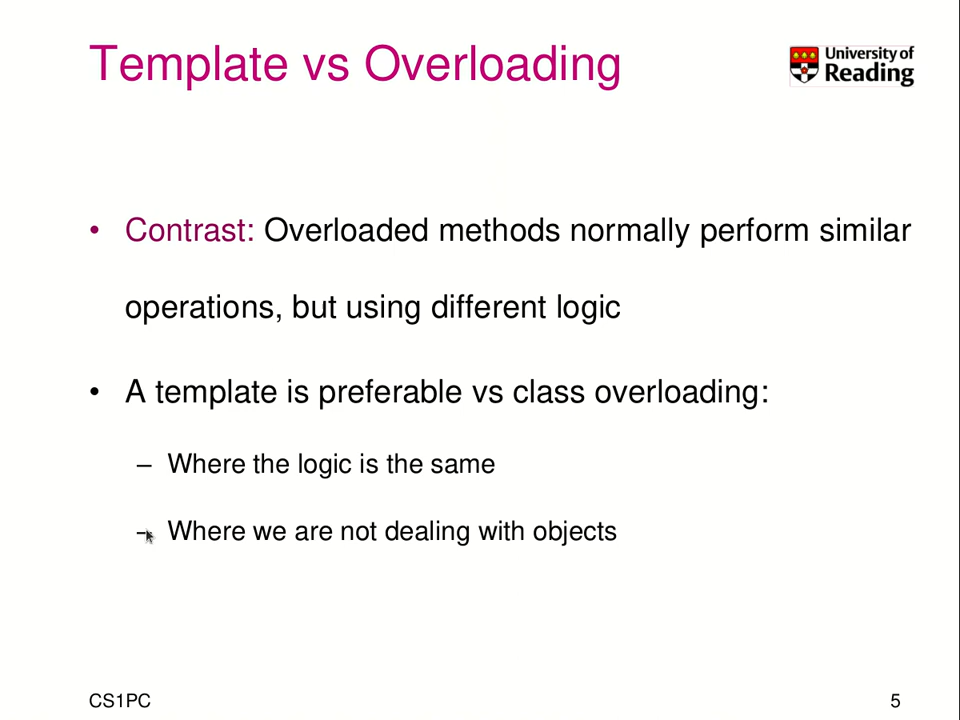 Template vs Overloading
University of
Reading
• Contrast: Overloaded methods normally perform similar
operations, but using different logic
• A template is preferable vs class overloading:
– Where the logic is the same
– Where we are not dealing with objects
CS1PC
5